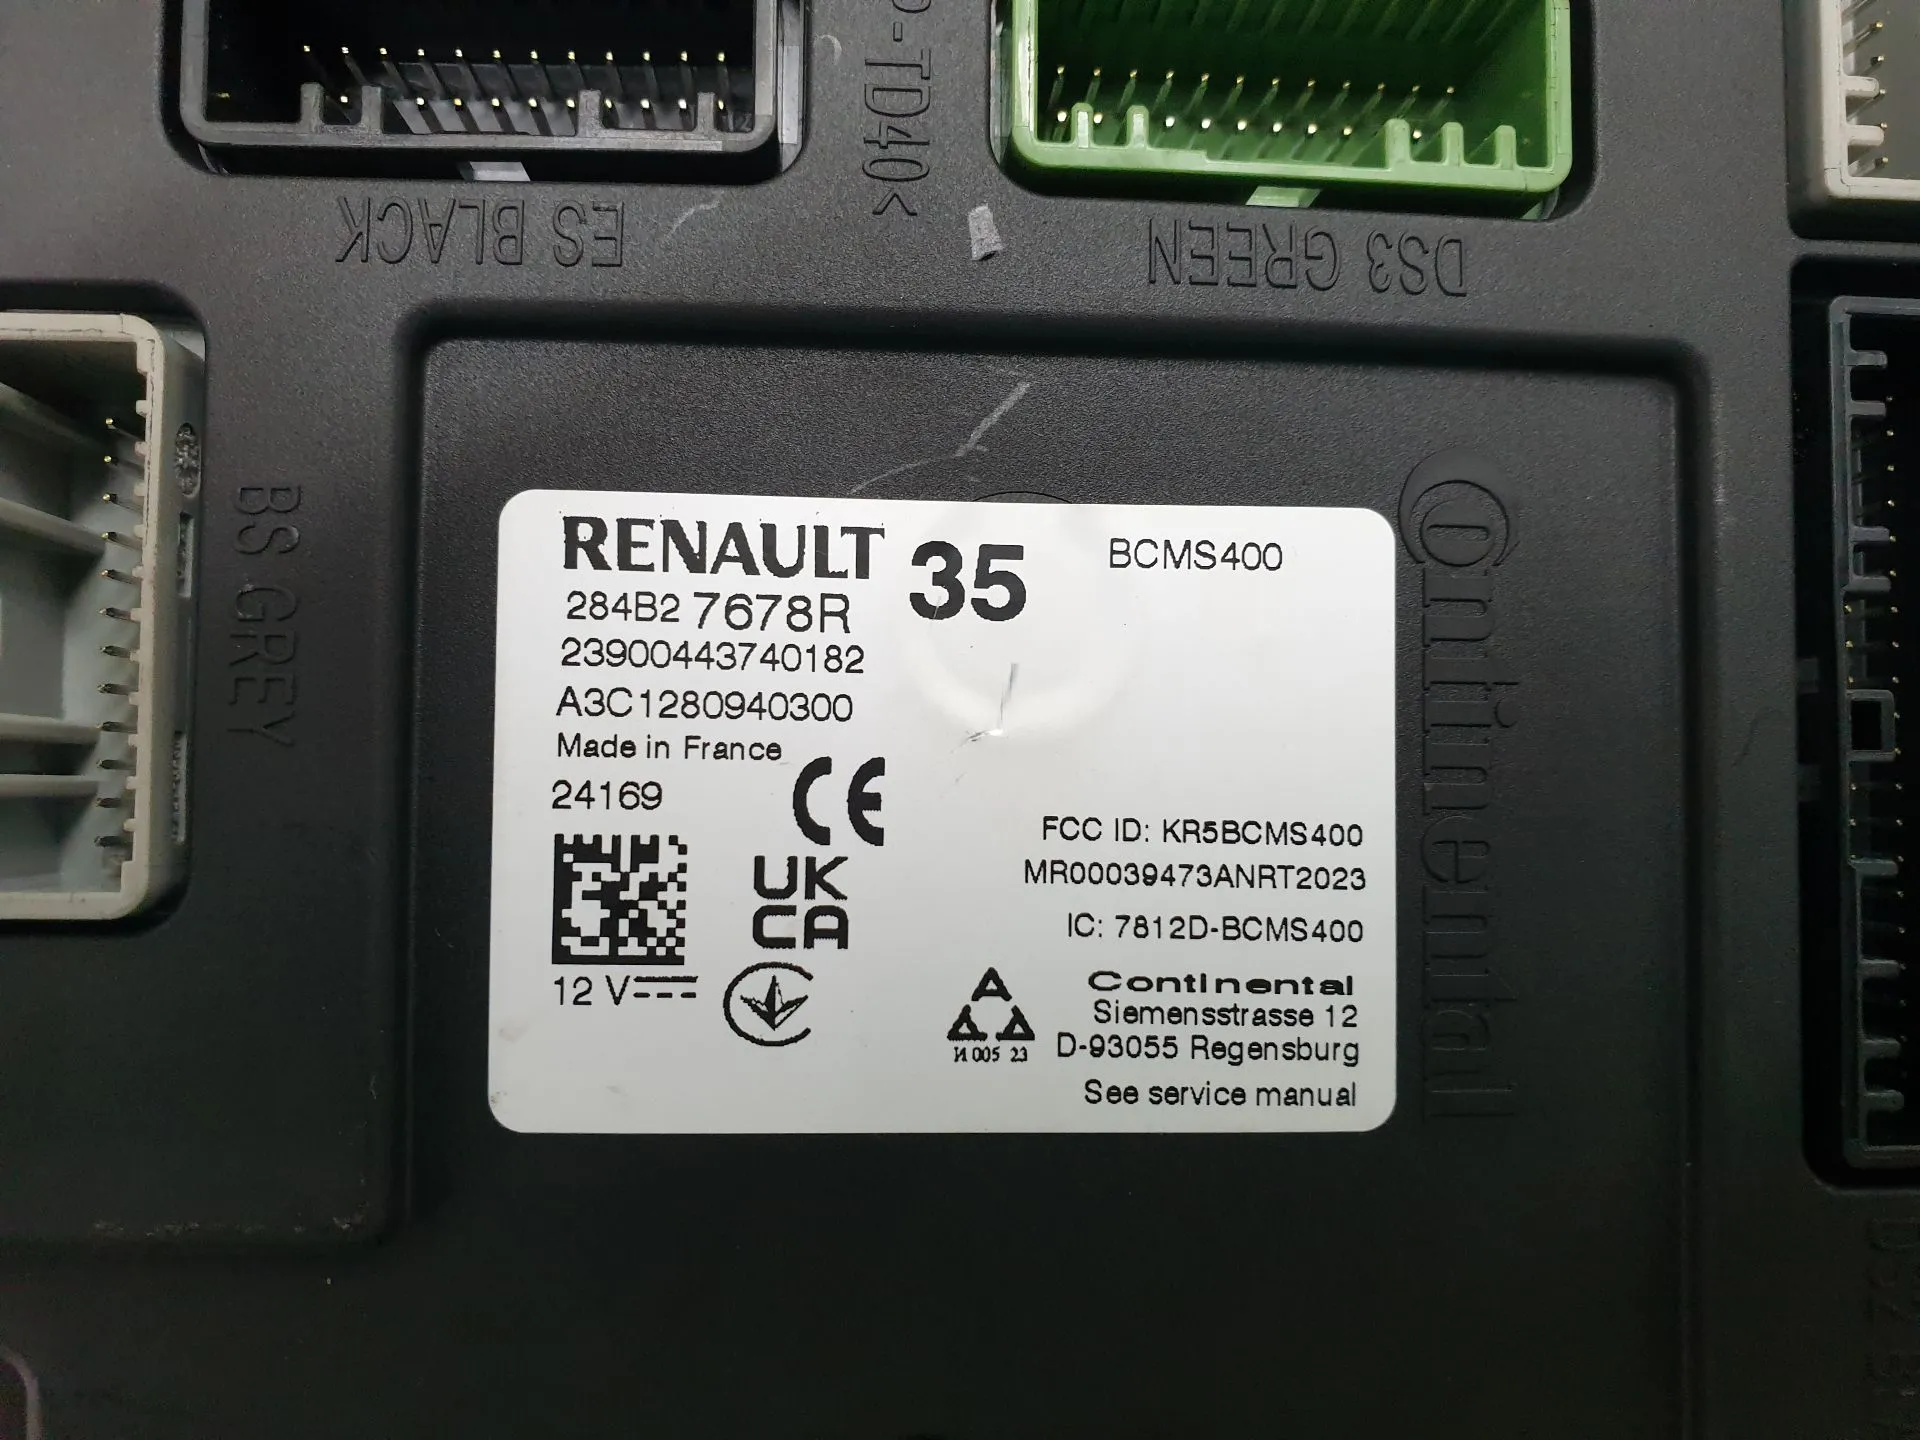 -TD40<
ES BLACK
DS3 GREEN
BS GREY
Continental
RENAULT 35 BCMS400
284B2 7678R
23900443740182
A3C1280940300
Made in France
24169
CE
UK
CA
12 V
FCC ID: KR5BCMS400
MR00039473ANRT2023
IC: 7812D-BCMS400
Continental
Siemensstrasse 12
D-93055 Regensburg
See service manual
И 005 23